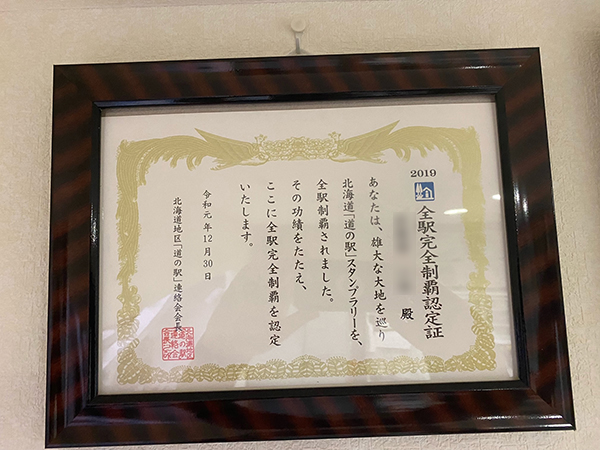 2019
全駅完全制覇認定証
殿
あなたは、雄大な大地を巡り
北海道「道の駅」スタンプラリーを、
全駅制覇されました。
その功績をたたえ、
ここに全駅完全制覇を認定
いたします。
令和元年12月30日
北海道地区「道の駅」連絡会会長